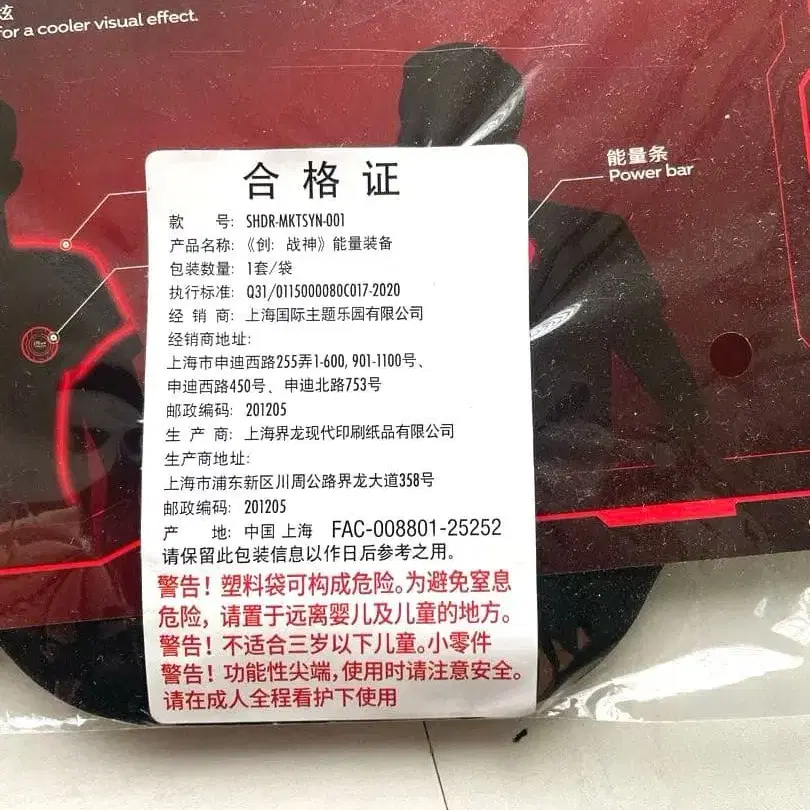 炫
for a cooler visual effect.
能量条
Power bar
合格证
款 号: SHDR-MKTSYN-001
产品名称:《创: 战神》能量装备
包装数量: 1套/袋
执行标准: Q31/0115000080C017-2020
经 销 商: 上海国际主题乐园有限公司
经销商地址:
上海市申迪西路255弄1-600, 901-1100号、
申迪西路450号、申迪北路753号
邮政编码: 201205
生 产 商: 上海界龙现代印刷纸品有限公司
生产商地址:
上海市浦东新区川周公路界龙大道358号
邮政编码: 201205
产 地: 中国 上海 FAC-008801-25252
请保留此包装信息以作日后参考之用。
警告! 塑料袋可构成危险。为避免窒息
危险, 请置于远离婴儿及儿童的地方。
警告! 不适合三岁以下儿童。小零件
警告! 功能性尖端, 使用时请注意安全。
请在成人全程看护下使用